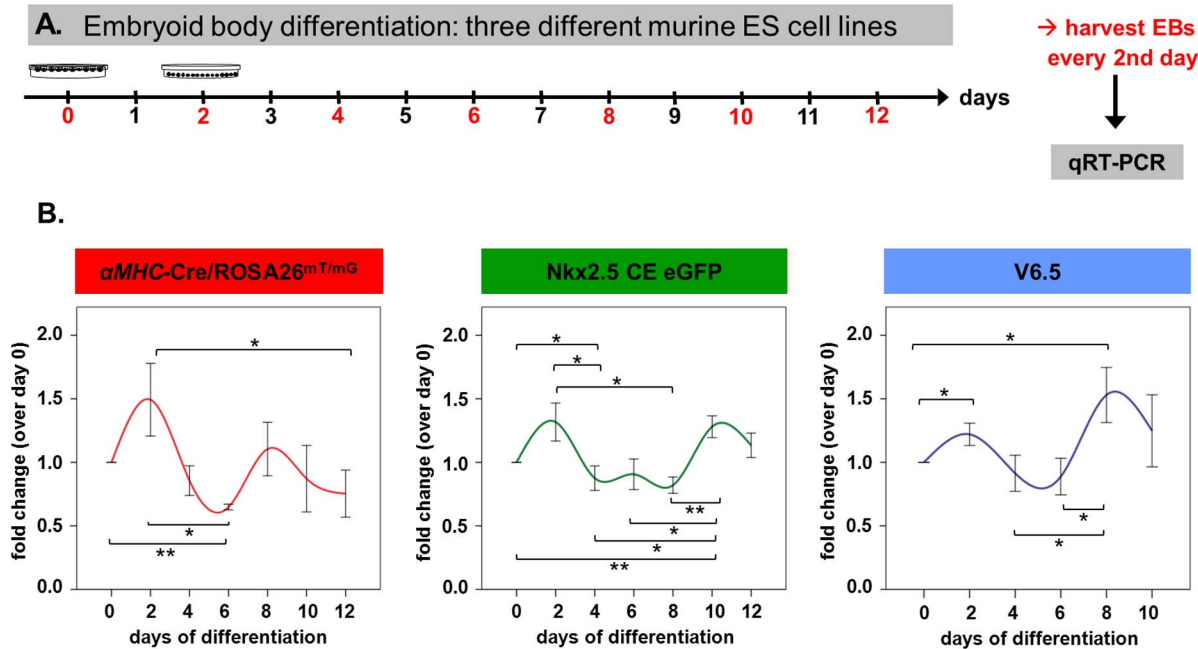 A. Embryoid body differentiation: three different murine ES cell lines
→ harvest EBs
every 2nd day
0 1 2 3 4 5 6 7 8 9 10 11 12 days
qRT-PCR
B.
αMHC-Cre/ROSA26mT/mG
fold change (over day 0)
2.0
1.5
1.0
0.5
0.0
*
*
**
0 2 4 6 8 10 12
days of differentiation
Nkx2.5 CE eGFP
fold change (over day 0)
2.0
1.5
1.0
0.5
0.0
*
*
*
**
*
*
**
0 2 4 6 8 10 12
days of differentiation
V6.5
fold change (over day 0)
2.0
1.5
1.0
0.5
0.0
*
*
*
*
0 2 4 6 8 10
days of differentiation